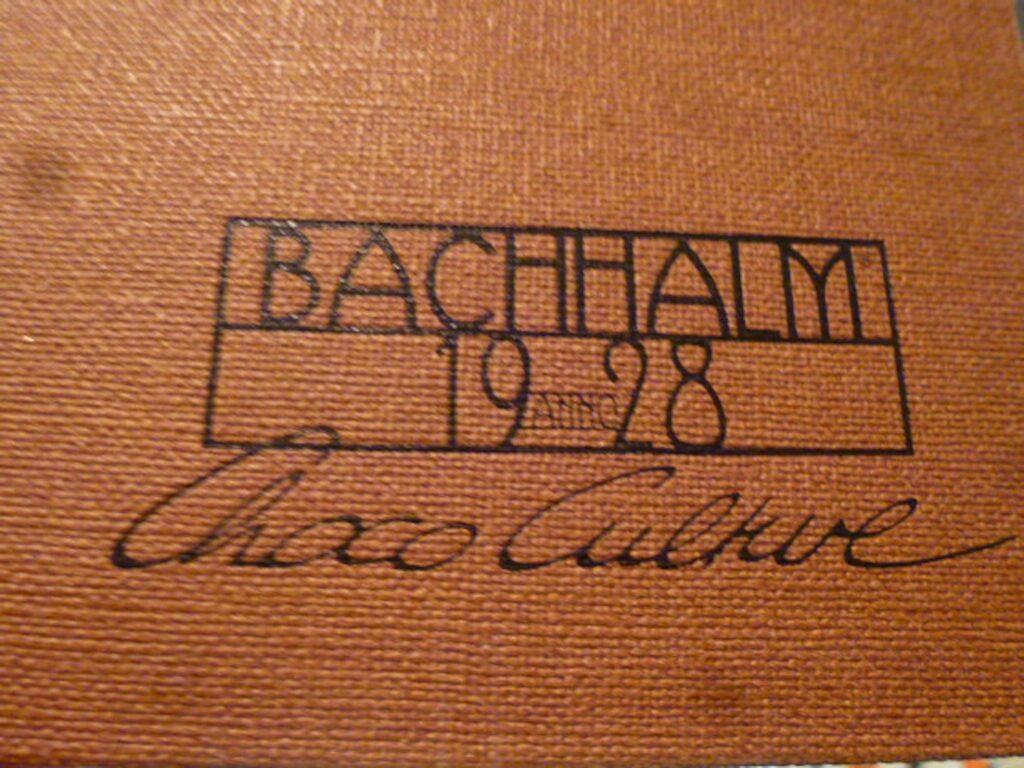 BACHHALM
19 ANNO 28
Choco Culture